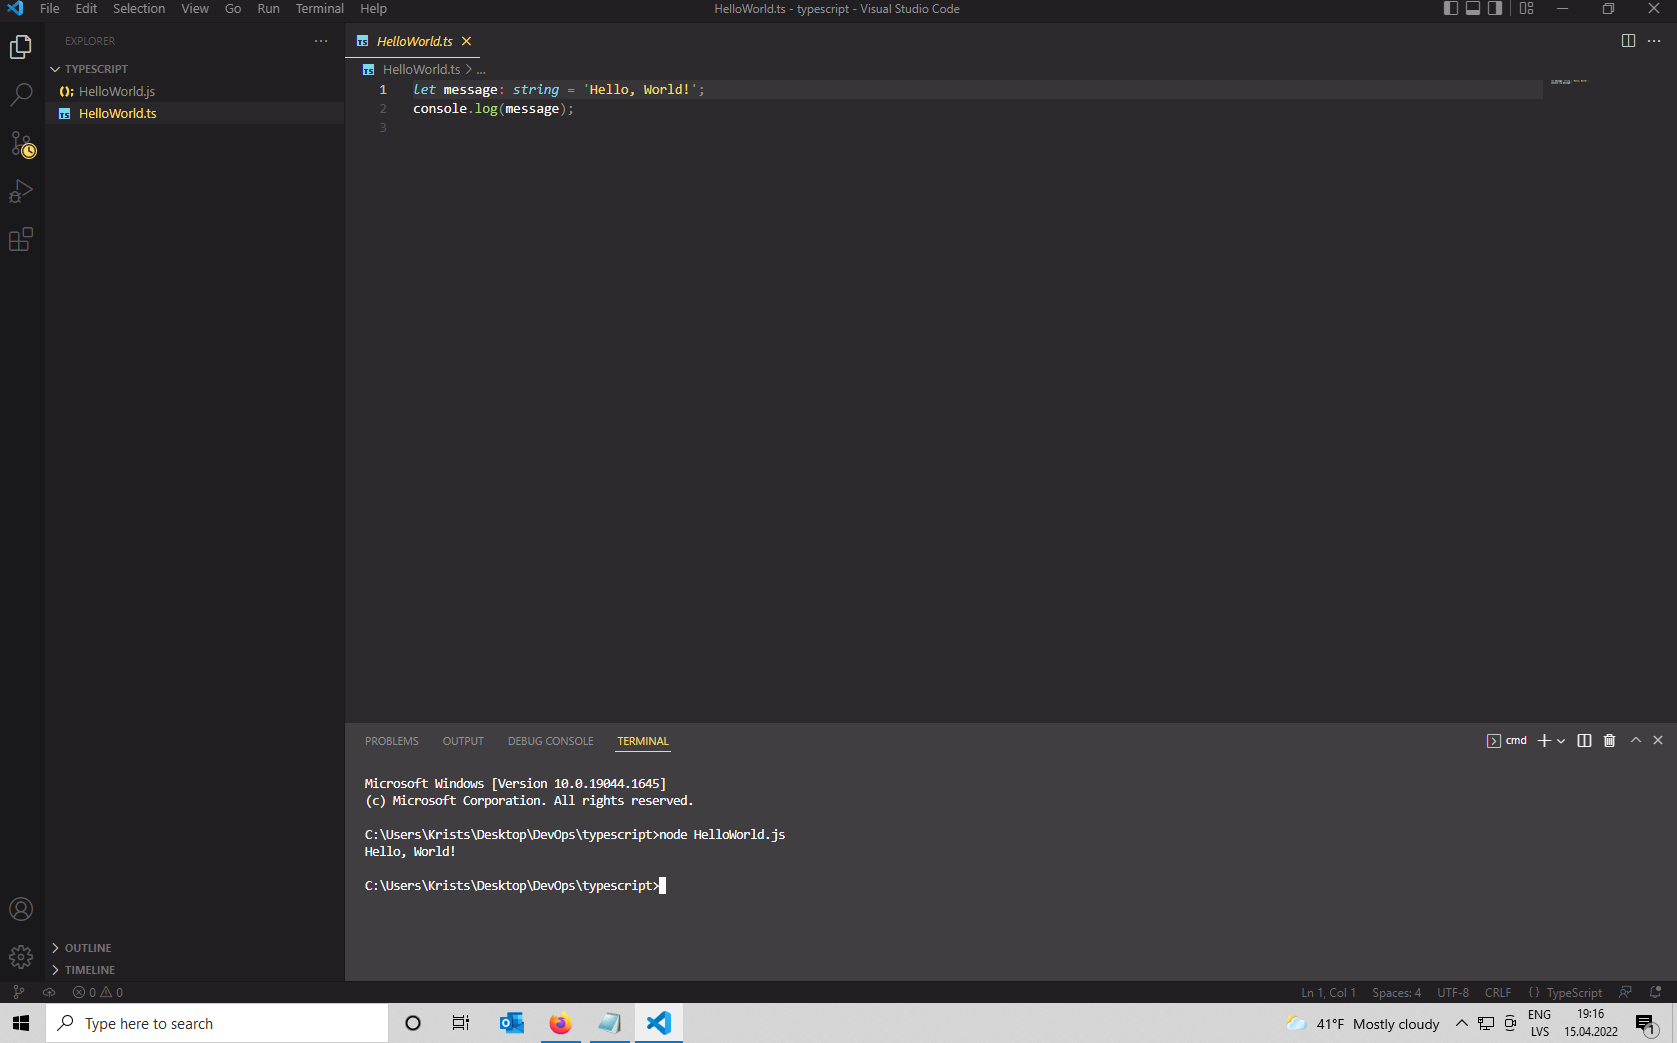 File Edit Selection View Go Run Terminal Help HelloWorld.ts - typescript - Visual Studio Code
EXPLORER
TYPESCRIPT
HelloWorld.js
TS HelloWorld.ts
TS HelloWorld.ts
TS HelloWorld.ts > ...
1 let message: string = 'Hello, World!';
2 console.log(message);
3
PROBLEMS OUTPUT DEBUG CONSOLE TERMINAL cmd
Microsoft Windows [Version 10.0.19044.1645]
(c) Microsoft Corporation. All rights reserved.
C:\Users\Krists\Desktop\DevOps\typescript>node HelloWorld.js
Hello, World!
C:\Users\Krists\Desktop\DevOps\typescript>
OUTLINE
TIMELINE
0 0 Ln 1, Col 1 Spaces: 4 UTF-8 CRLF {} TypeScript
Type here to search
41°F Mostly cloudy
ENG
LVS
19:16
15.04.2022
1